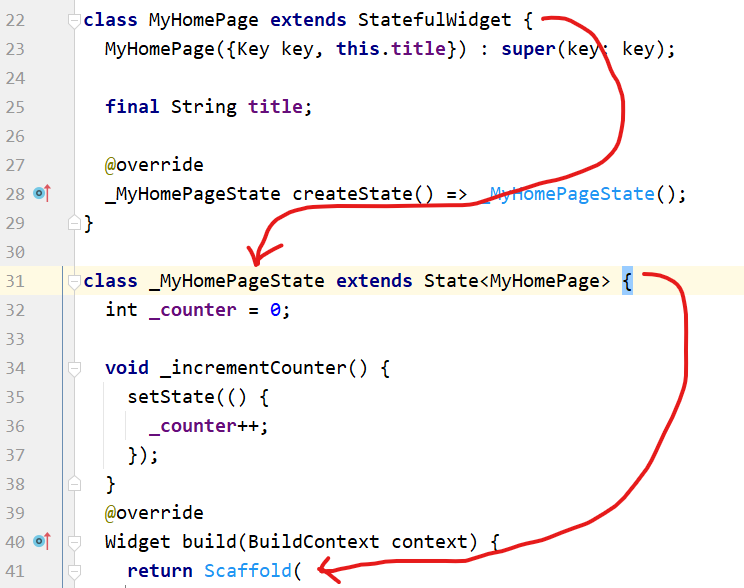 22 class MyHomePage extends StatefulWidget {
23 MyHomePage({Key key, this.title}) : super(key: key);
24
25 final String title;
26
27 @override
28 _MyHomePageState createState() => _MyHomePageState();
29 }
30
31 class _MyHomePageState extends State<MyHomePage> {
32 int _counter = 0;
33
34 void _incrementCounter() {
35 setState(() {
36 _counter++;
37 });
38 }
39 @override
40 Widget build(BuildContext context) {
41 return Scaffold(